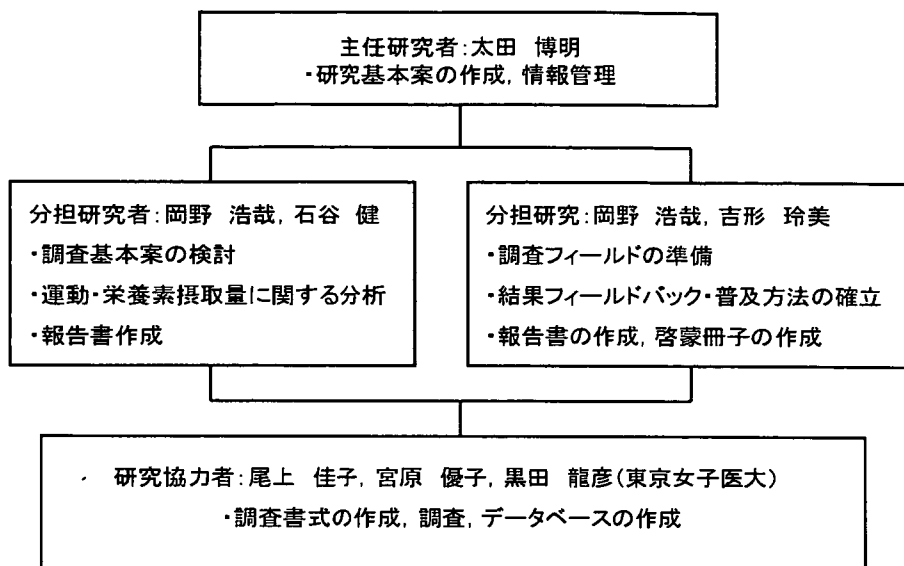 主任研究者:太田 博明
・研究基本案の作成, 情報管理
分担研究者:岡野 浩哉, 石谷 健
・調査基本案の検討
・運動・栄養素摂取量に関する分析
・報告書作成
分担研究:岡野 浩哉, 吉形 玲美
・調査フィールドの準備
・結果フィールドバック・普及方法の確立
・報告書の作成, 啓蒙冊子の作成
研究協力者:尾上 佳子, 宮原 優子, 黒田 龍彦(東京女子医大)
・調査書式の作成, 調査, データベースの作成